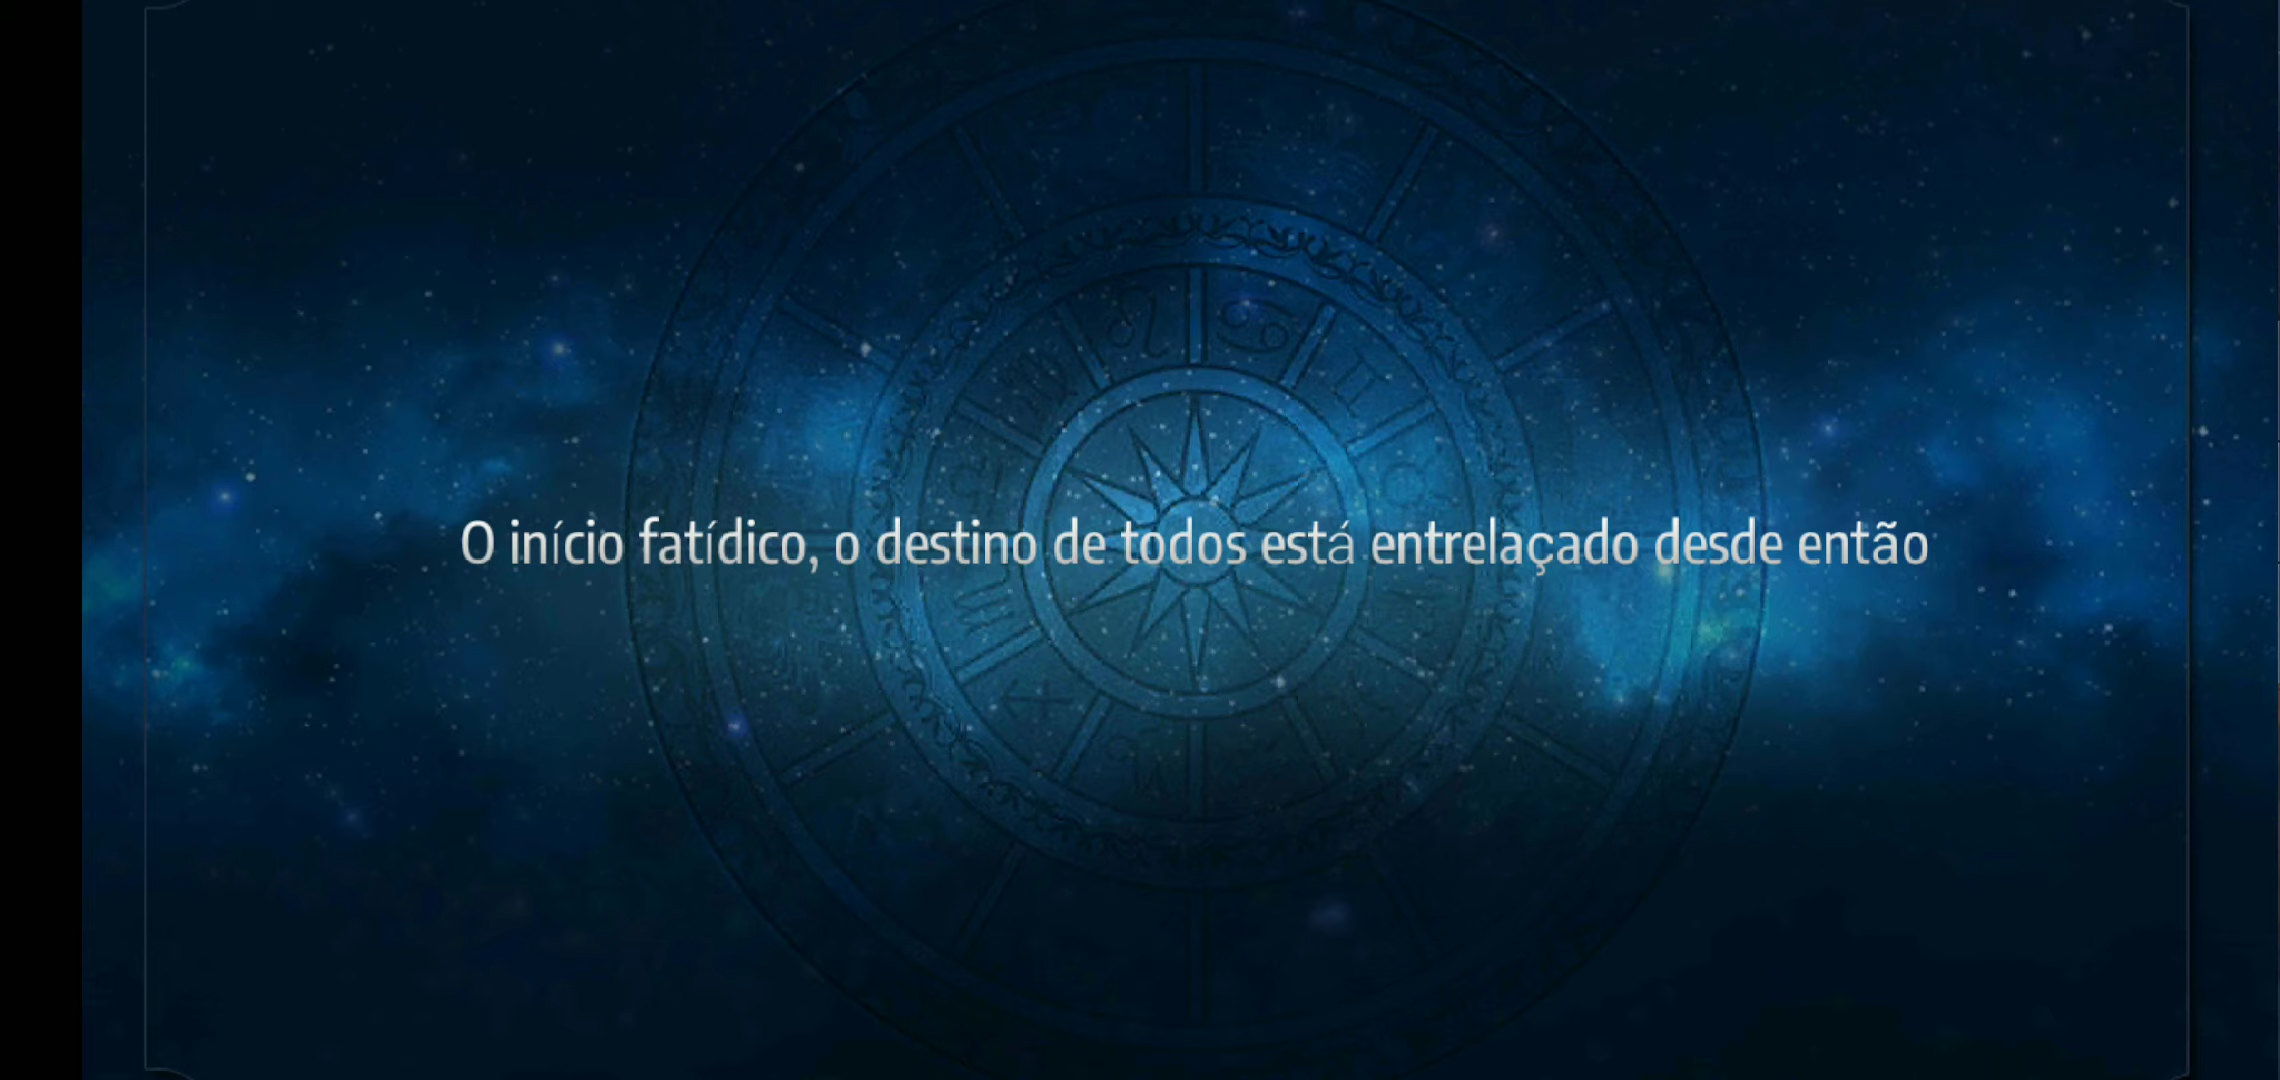 O início fatídico, o destino de todos está entrelaçado desde então